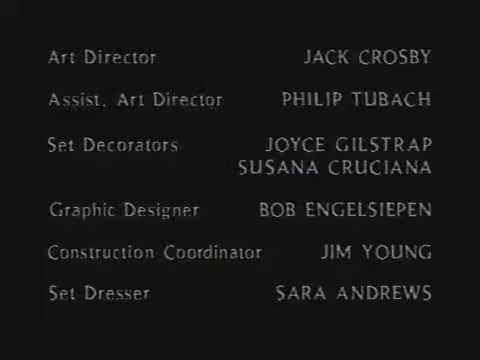 Art Director JACK CROSBY
Assist. Art Director PHILIP TUBACH
Set Decorators JOYCE GILSTRAP
SUSANA CRUCIANA
Graphic Designer BOB ENGELSIEPEN
Construction Coordinator JIM YOUNG
Set Dresser SARA ANDREWS